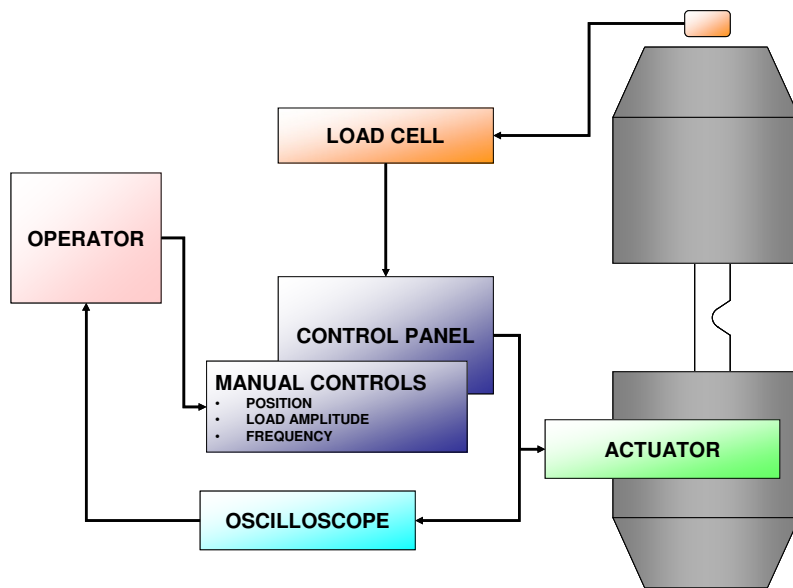 LOAD CELL
OPERATOR
CONTROL PANEL
MANUAL CONTROLS
• POSITION
• LOAD AMPLITUDE
• FREQUENCY
ACTUATOR
OSCILLOSCOPE